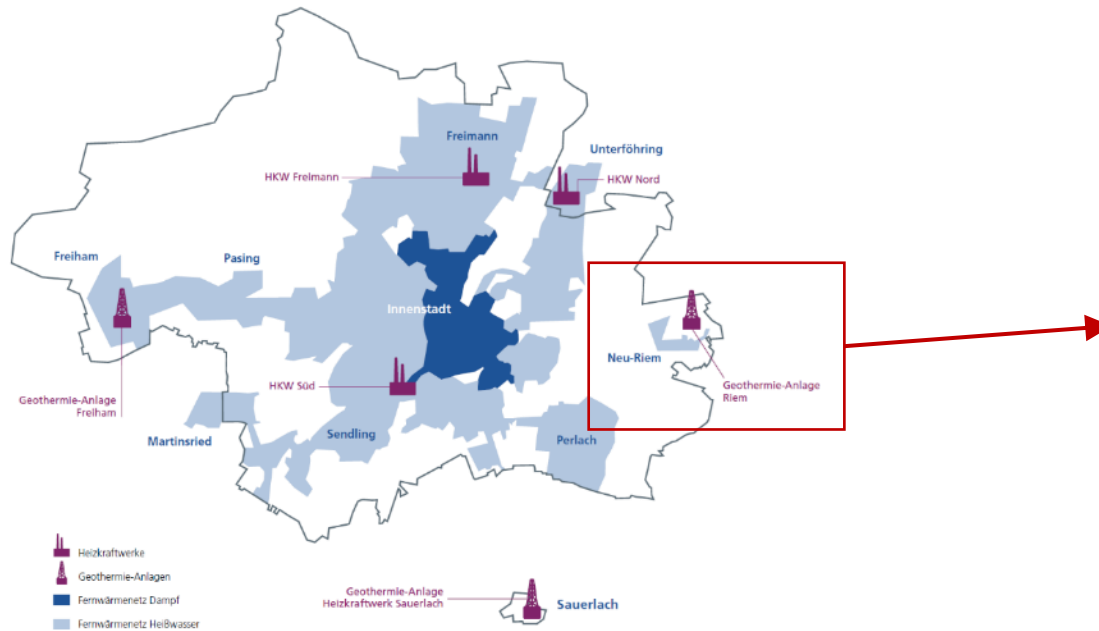 Freimann
Unterföhring
HKW Freimann
HKW Nord
Freiham
Pasing
Innenstadt
Neu-Riem
HKW Süd
Geothermie-Anlage
Riem
Geothermie-Anlage
Freiham
Martinsried
Sendling
Perlach
Heizkraftwerke
Geothermie-Anlagen
Fernwärmenetz Dampf
Fernwärmenetz Heißwasser
Geothermie-Anlage
Heizkraftwerk Sauerlach
Sauerlach